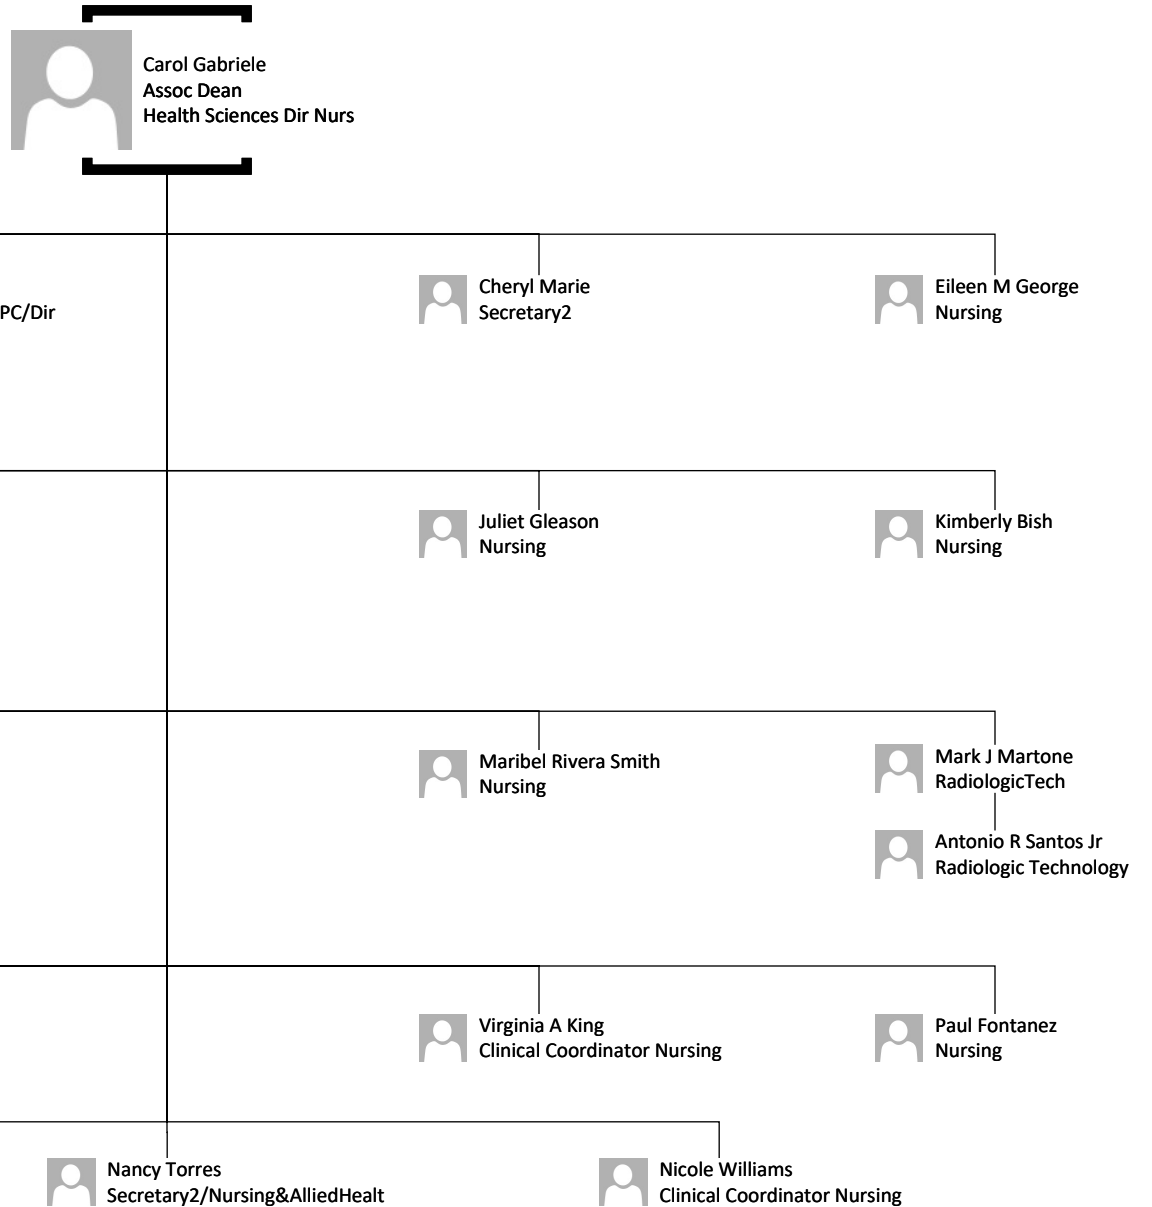 Carol Gabriele
Assoc Dean
Health Sciences Dir Nurs
PC/Dir
Cheryl Marie
Secretary2
Eileen M George
Nursing
Juliet Gleason
Nursing
Kimberly Bish
Nursing
Maribel Rivera Smith
Nursing
Mark J Martone
RadiologicTech
Antonio R Santos Jr
Radiologic Technology
Virginia A King
Clinical Coordinator Nursing
Paul Fontanez
Nursing
Nancy Torres
Secretary2/Nursing&AlliedHealt
Nicole Williams
Clinical Coordinator Nursing